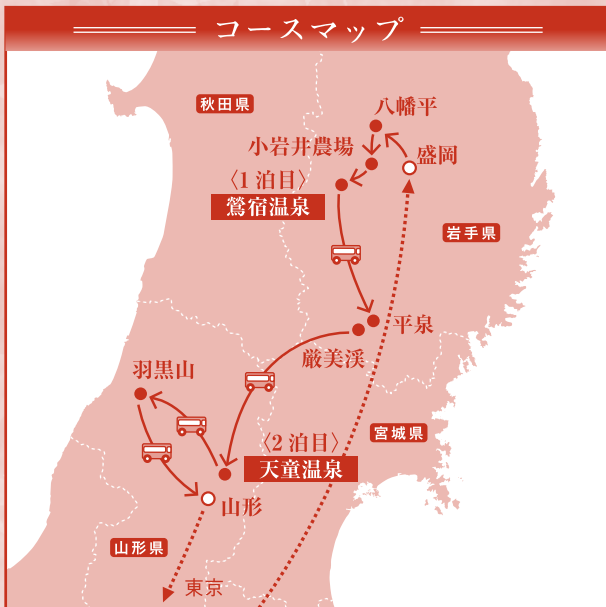 コースマップ
秋田県
八幡平
小岩井農場
盛岡
〈1泊目〉
鶯宿温泉
岩手県
平泉
厳美渓
羽黒山
宮城県
〈2泊目〉
天童温泉
山形
山形県
東京